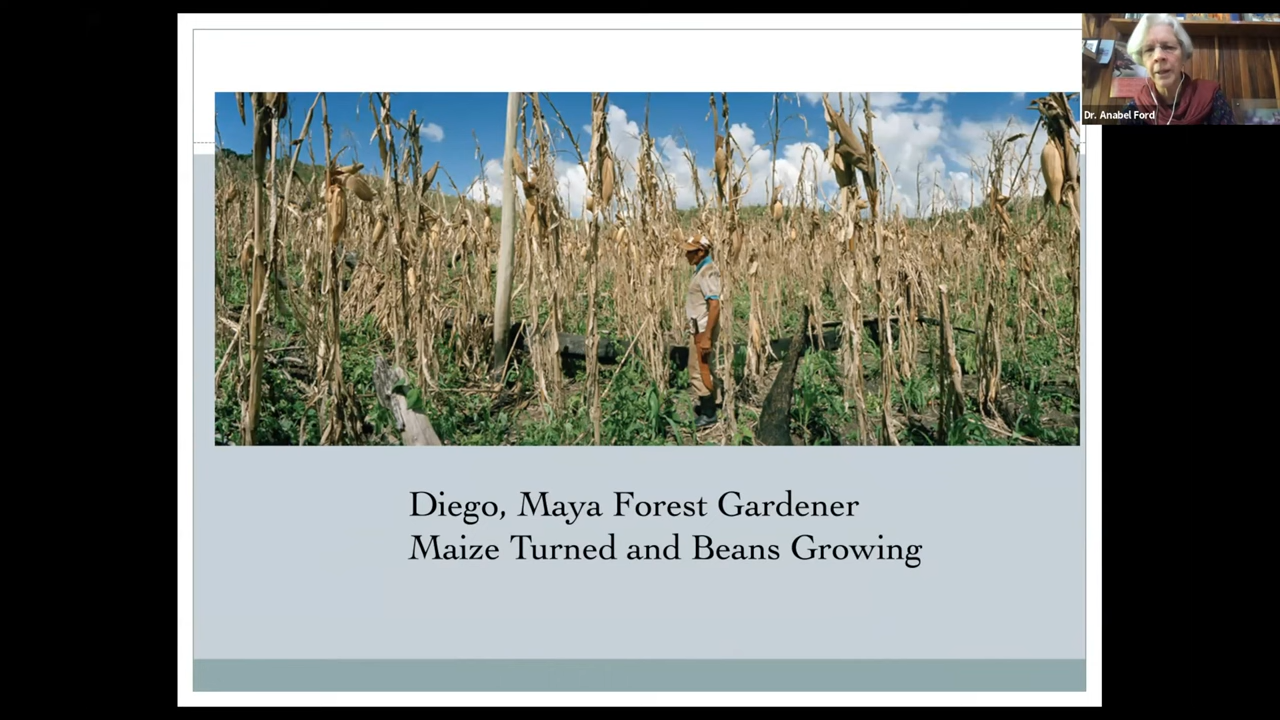 Dr. Anabel Ford
Diego, Maya Forest Gardener
Maize Turned and Beans Growing